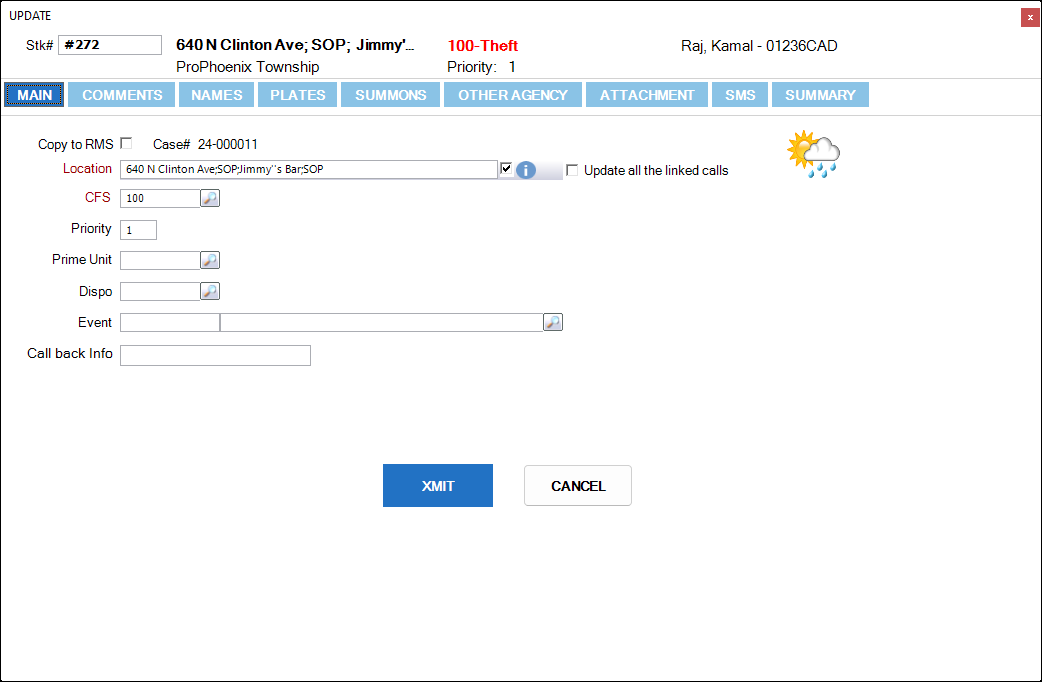 UPDATE
x
Stk# #272 640 N Clinton Ave; SOP; Jimmy'... 100-Theft Raj, Kamal - 01236CAD
ProPhoenix Township Priority: 1
MAIN COMMENTS NAMES PLATES SUMMONS OTHER AGENCY ATTACHMENT SMS SUMMARY
Copy to RMS Case# 24-000011
Location 640 N Clinton Ave;SOP;Jimmy''s Bar;SOP i Update all the linked calls
CFS 100
Priority 1
Prime Unit
Dispo
Event
Call back Info
XMIT CANCEL